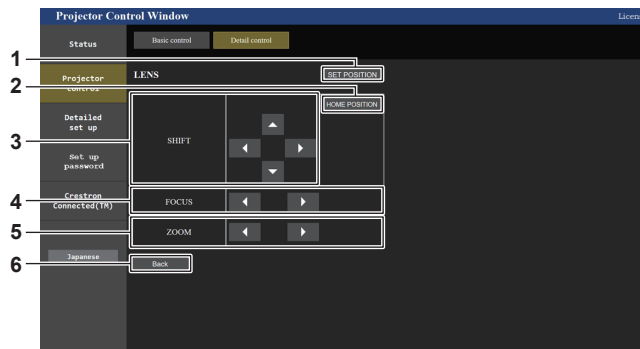 Projector Control Window
Licen
Status
Basic control
Detail control
1
LENS
SET POSITION
2
Projector
control
HOME POSITION
Detailed
set up
3
SHIFT
Set up
password
4
Crestron
Connected(TM)
FOCUS
5
ZOOM
6
Japanese
Back